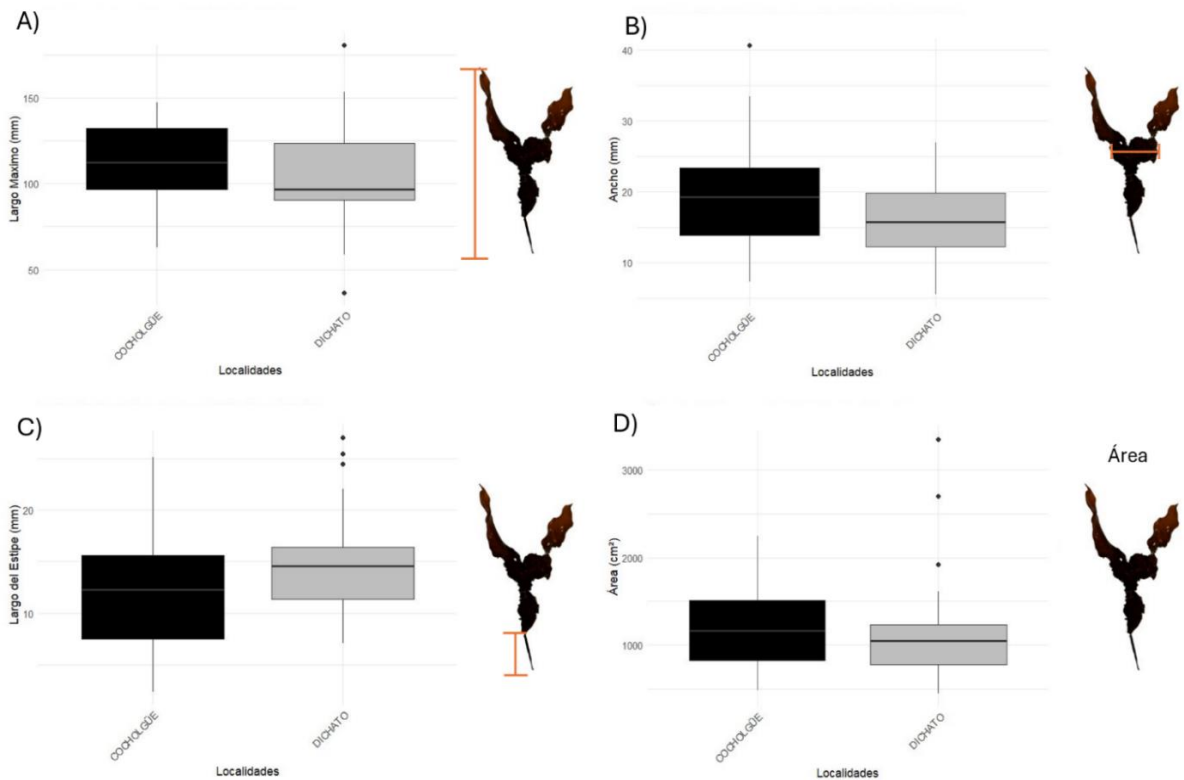 A)
Largo Maximo (mm)
150
100
50
COCHOLGÜE
DICHATO
Localidades
B)
Ancho (mm)
40
30
20
10
COCHOLGÜE
DICHATO
Localidades
C)
Largo del Estipe (mm)
20
10
COCHOLGÜE
DICHATO
Localidades
D)
Área (cm²)
3000
2000
1000
COCHOLGÜE
DICHATO
Localidades
Área